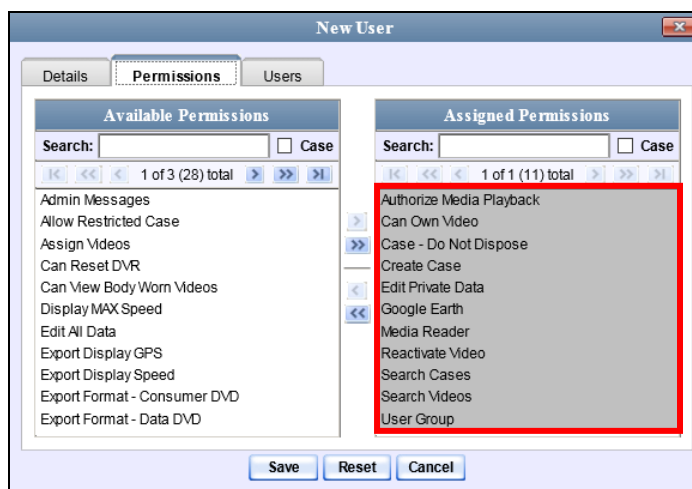 New User
Details
Permissions
Users
Available Permissions
Search:
Case
1 of 3 (28) total
Admin Messages
Allow Restricted Case
Assign Videos
Can Reset DVR
Can View Body Worn Videos
Display MAX Speed
Edit All Data
Export Display GPS
Export Display Speed
Export Format - Consumer DVD
Export Format - Data DVD
Assigned Permissions
Search:
Case
1 of 1 (11) total
Authorize Media Playback
Can Own Video
Case - Do Not Dispose
Create Case
Edit Private Data
Google Earth
Media Reader
Reactivate Video
Search Cases
Search Videos
User Group
Save
Reset
Cancel